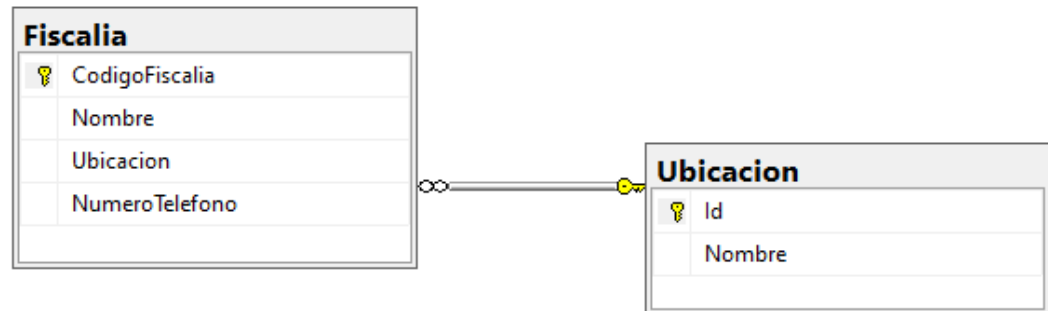 Fiscalia
CodigoFiscalia
Nombre
Ubicacion
NumeroTelefono
Ubicacion
Id
Nombre